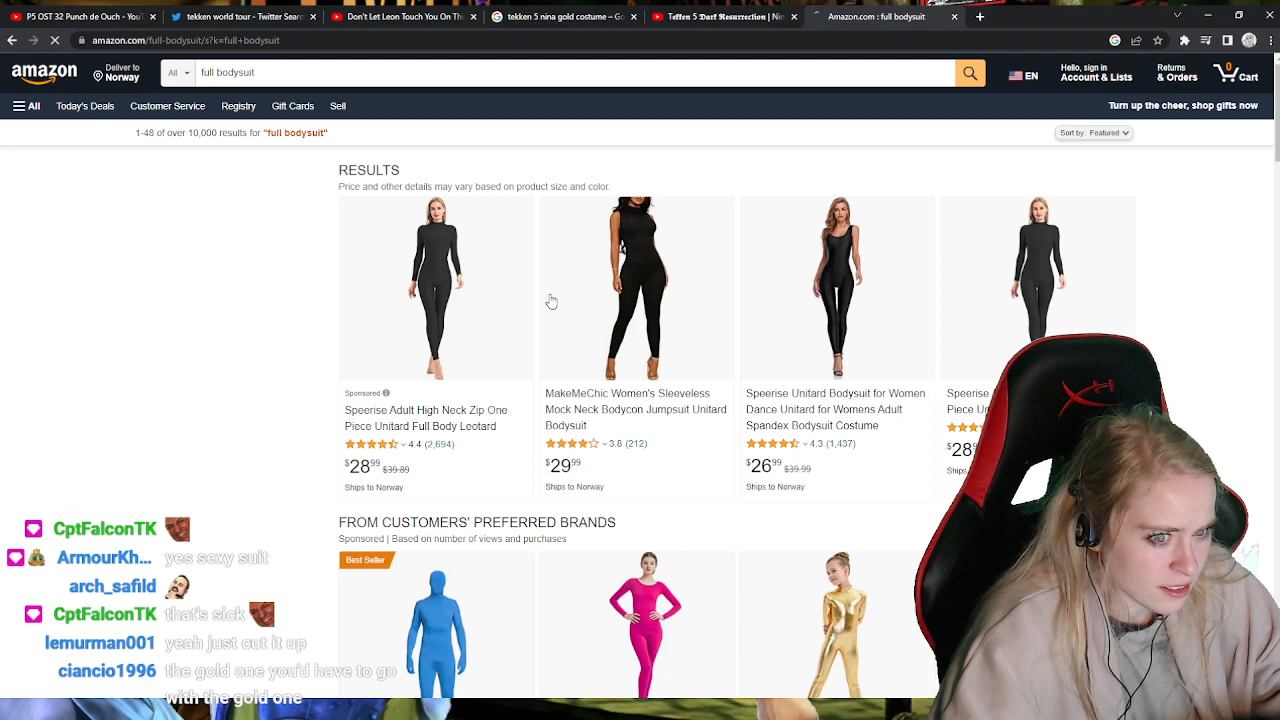 P5 OST 32 Punch de Ouch ArouT
tekken world tour - Twitter Searc
Don't Let Leon Touch You On Thi
tekken 5 nina gold costume – Go
𝕿𝖊𝖋𝖋𝖊𝖓 5 𝕯𝖆𝖗𝖋 𝕽𝖊𝖘𝖚𝖗𝖗𝖊𝖈𝖙𝖎𝖔𝖓 | Nin
Amazon.com : full bodysuit
amazon.com/full-bodysuit/s?k=full+bodysuit
amazon
Deliver to
Norway
All
full bodysuit
EN
Hello, sign in
Account & Lists
Returns
& Orders
0
Cart
All
Today's Deals
Customer Service
Registry
Gift Cards
Sell
Turn up the cheer, shop gifts now
1-48 of over 10,000 results for "full bodysuit"
Sort by: Featured
RESULTS
Price and other details may vary based on product size and color.
Sponsored
Speerise Adult High Neck Zip One
Piece Unitard Full Body Leotard
4.4 (2,694)
$28 99 $39.89
Ships to Norway
MakeMeChic Women's Sleeveless
Mock Neck Bodycon Jumpsuit Unitard
Bodysuit
3.8 (212)
$29 99
Ships to Norway
Speerise Unitard Bodysuit for Women
Dance Unitard for Womens Adult
Spandex Bodysuit Costume
4.3 (1,437)
$26 99 $39.99
Ships to Norway
Speerise
Piece Un
$28
Ships
FROM CUSTOMERS' PREFERRED BRANDS
Sponsored | Based on number of views and purchases
Best Seller
CptFalconTK
ArmourKh... yes sexy suit
arch_safild
CptFalconTK that's sick
lemurman001 yeah just cut it up
ciancio1996 the gold one you'd have to go
with the gold one